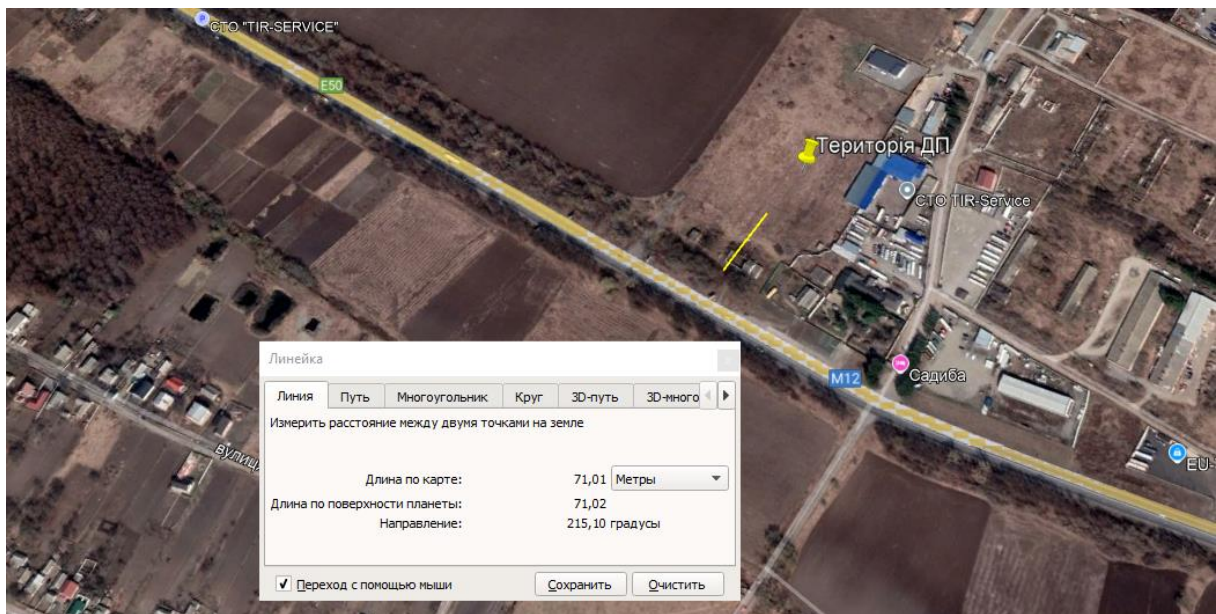 СТО "TIR-SERVICE"
E50
Територія ДП
СТО TIR-Service
M12
Садиба
EU-
вулиця
Линейка
Линия Путь Многоугольник Круг 3D-путь 3D-много
Измерить расстояние между двумя точками на земле
Длина по карте: 71,01 Метры
Длина по поверхности планеты: 71,02
Направление: 215,10 градусы
Переход с помощью мыши Сохранить Очистить